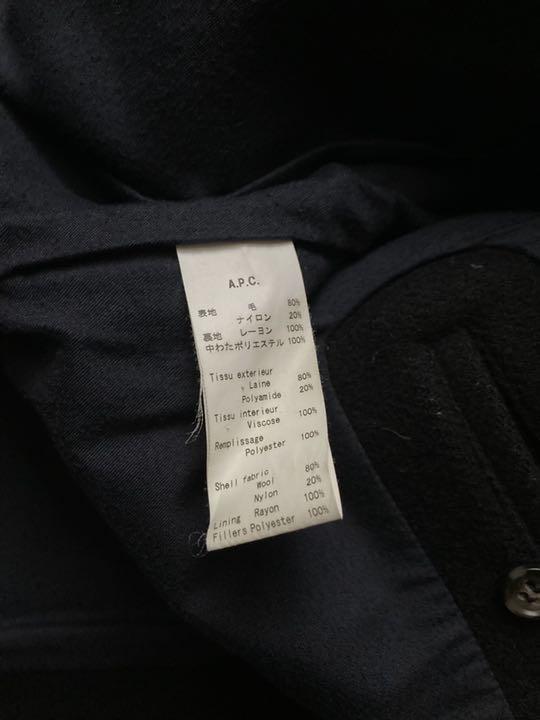 A.P.C.
表地 毛 80%
ナイロン 20%
裏地 レーヨン 100%
中わたポリエステル 100%
Tissu exterieur
Laine 80%
Polyamide 20%
Tissu interieur
Viscose 100%
Remplissage
Polyester 100%
Shell fabric
Wool 80%
Nylon 20%
Lining Rayon 100%
Fillers Polyester 100%